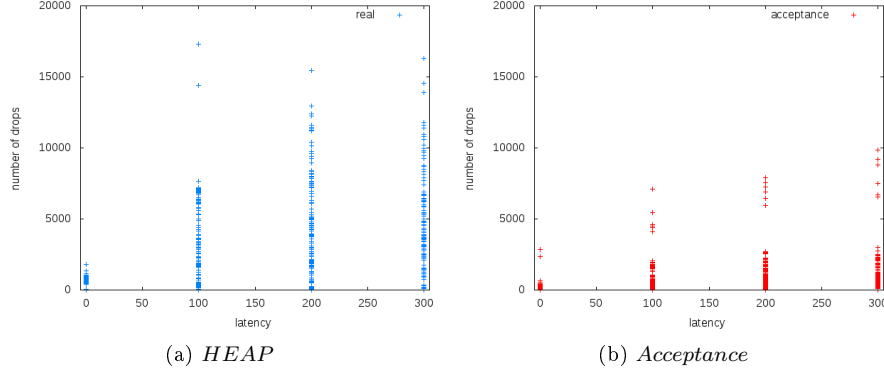 20000
15000
10000
5000
0
number of drops
real
0 50 100 150 200 250 300
latency
(a) HEAP
20000
15000
10000
5000
0
number of drops
acceptance
0 50 100 150 200 250 300
latency
(b) Acceptance